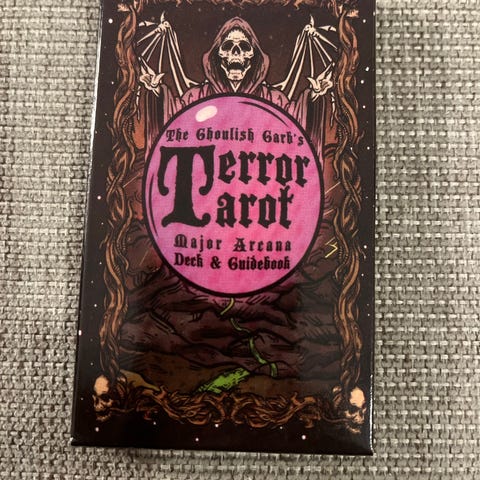 The Ghoulish Garb's
Terror
Tarot
Major Arcana
Deck & Guidebook